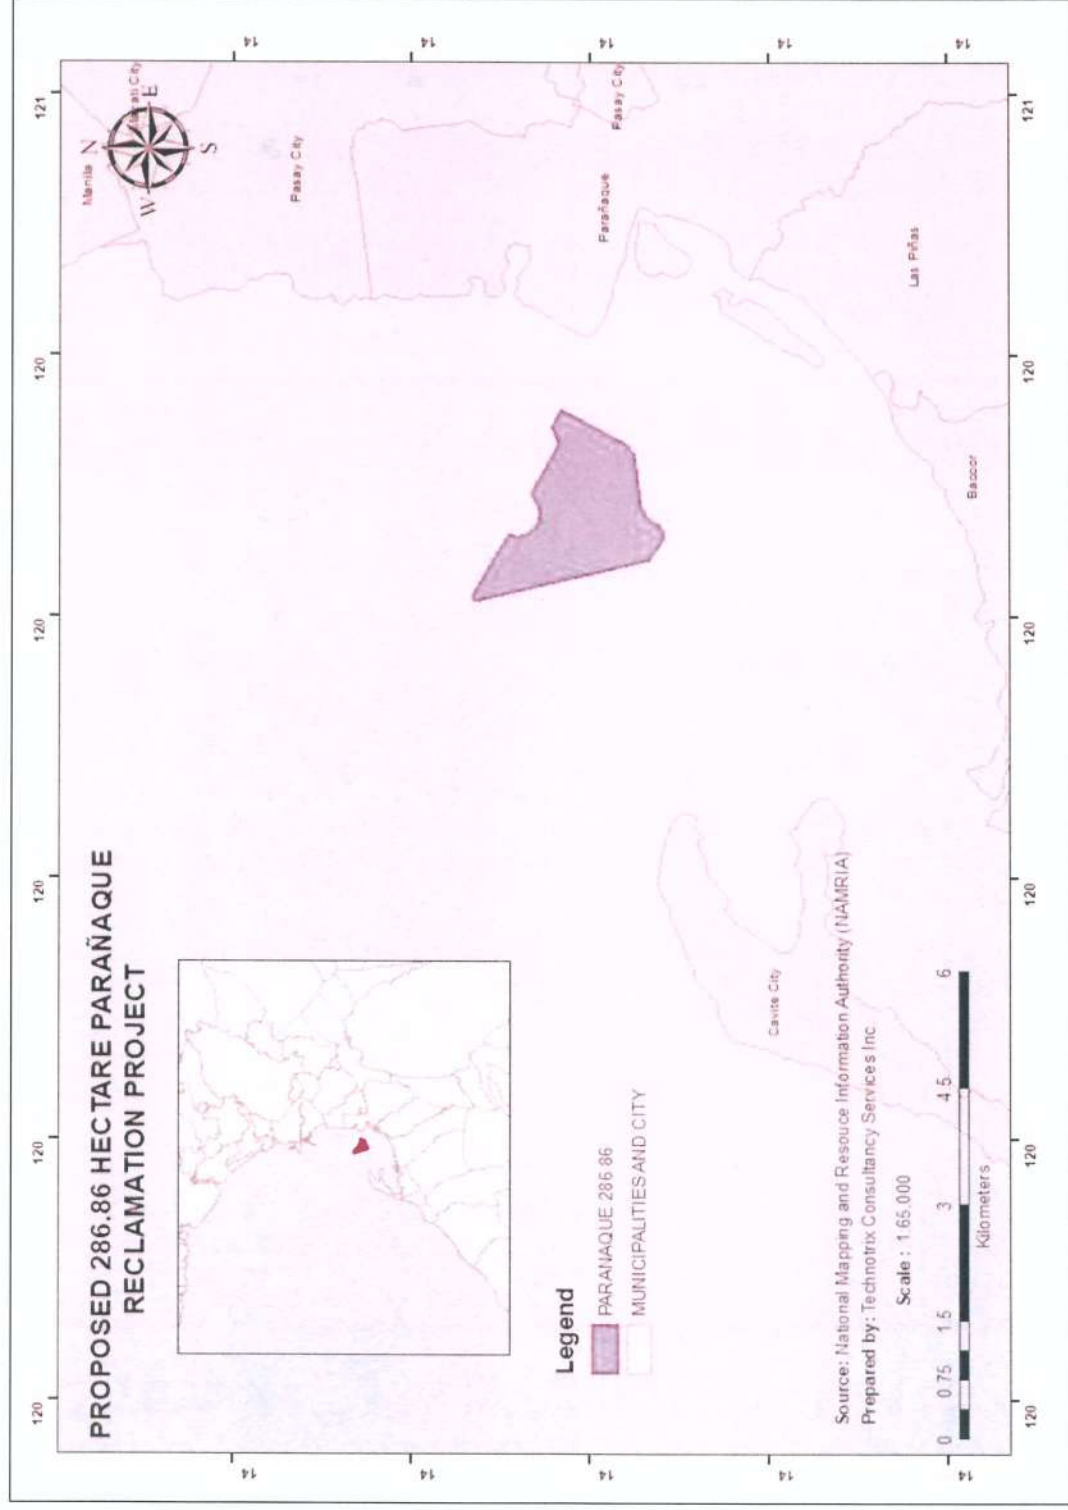 PROPOSED 286.86 HECTARE PARAÑAQUE
RECLAMATION PROJECT
120
120
120
120
120
121
14
14
14
14
14
14
14
14
14
14
N
W
E
S
Manila
Pasay City
Parañaque
Pasay City
Las Piñas
Bacoor
Cavite City
Legend
PARANAQUE 286 86
MUNICIPALITIES AND CITY
Source: National Mapping and Resouce Information Authority (NAMRIA)
Prepared by: Technotrix Consultancy Services Inc
Scale : 1:65,000
0 0.75 1.5 3 4.5 6
Kilometers
120
120
120
120
120
121